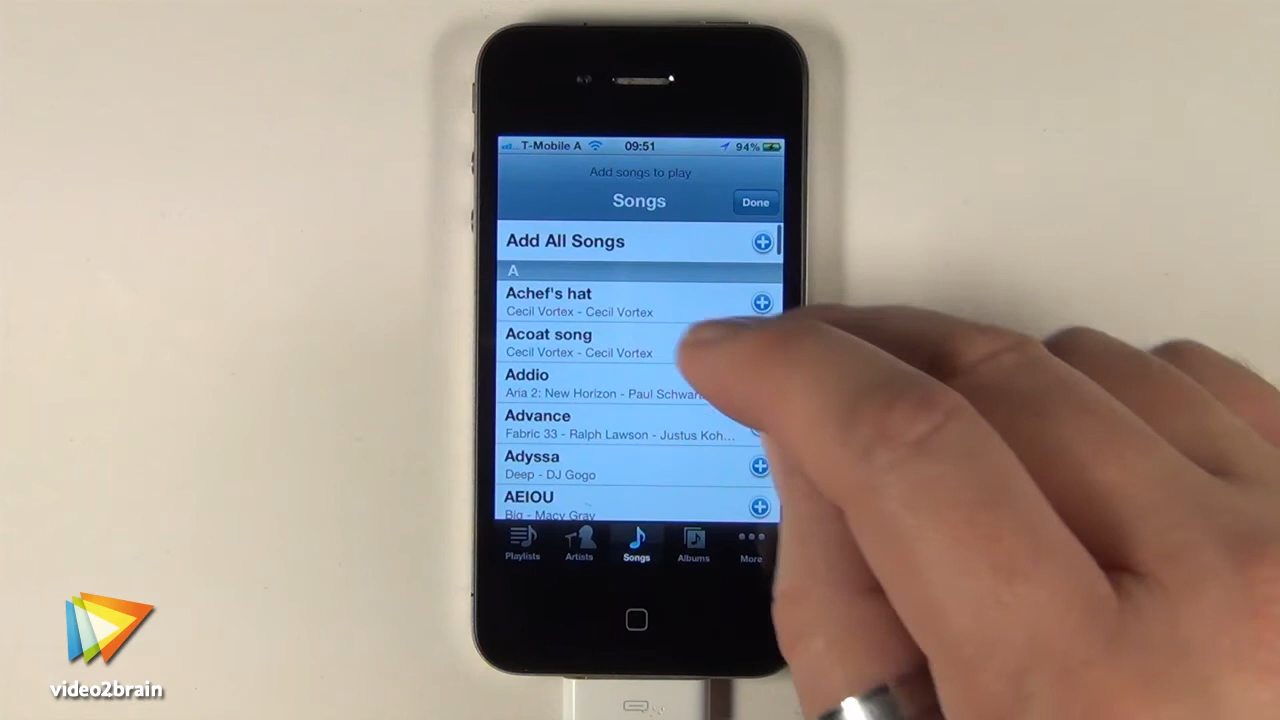 T-Mobile A 09:51 94%
Add songs to play
Songs Done
Add All Songs
A
Achef's hat
Cecil Vortex - Cecil Vortex
Acoat song
Cecil Vortex - Cecil Vortex
Addio
Aria 2: New Horizon - Paul
Advance
Fabric 33 - Ralph Lawson - Justus Koh...
Adyssa
Deep - DJ Gogo
AEIOU
Big - Macy Gray
Playlists Artists Songs Albums More
video2brain